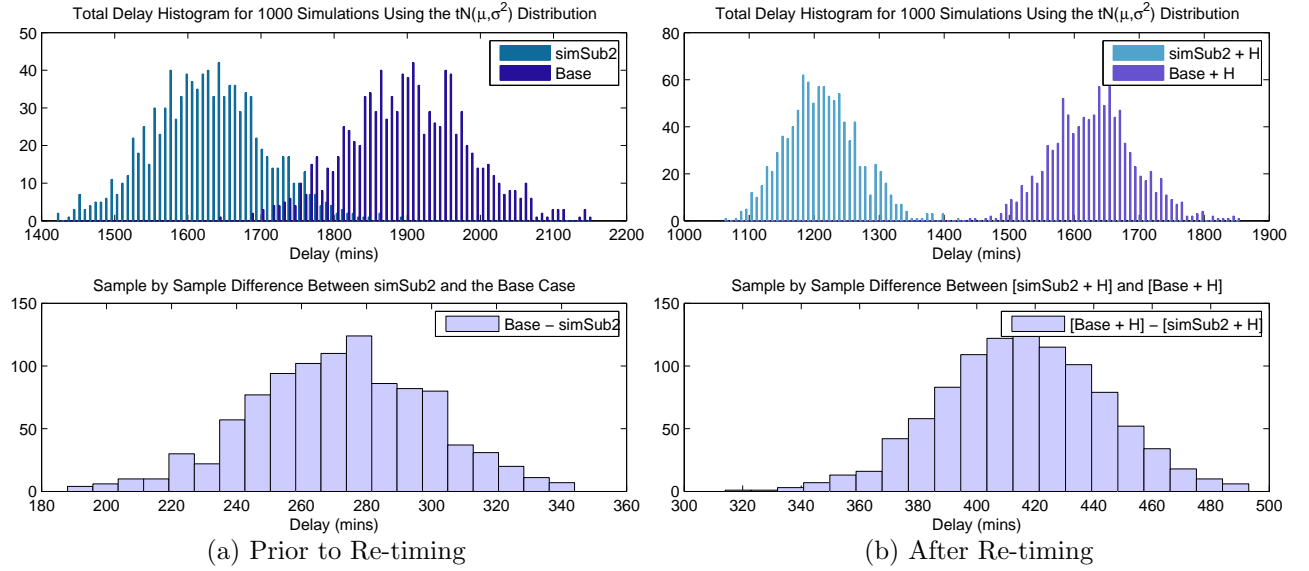 Total Delay Histogram for 1000 Simulations Using the tN(μ,σ²) Distribution
50
40
30
20
10
0
simSub2
Base
1400 1500 1600 1700 1800 1900 2000 2100 2200
Delay (mins)
Sample by Sample Difference Between simSub2 and the Base Case
150
100
50
0
Base − simSub2
180 200 220 240 260 280 300 320 340 360
Delay (mins)
(a) Prior to Re-timing
Total Delay Histogram for 1000 Simulations Using the tN(μ,σ²) Distribution
80
60
40
20
0
simSub2 + H
Base + H
1000 1100 1200 1300 1400 1500 1600 1700 1800 1900
Delay (mins)
Sample by Sample Difference Between [simSub2 + H] and [Base + H]
150
100
50
0
[Base + H] − [simSub2 + H]
300 320 340 360 380 400 420 440 460 480 500
Delay (mins)
(b) After Re-timing